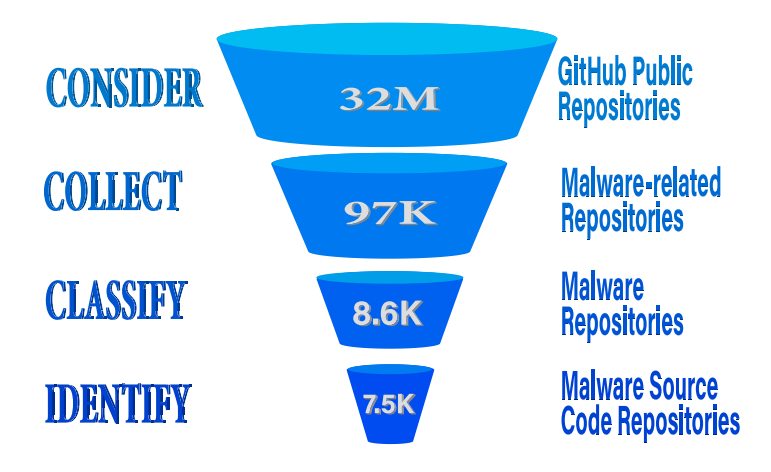 CONSIDER
32M
GitHub Public
Repositories
COLLECT
97K
Malware-related
Repositories
CLASSIFY
8.6K
Malware
Repositories
IDENTIFY
7.5K
Malware Source
Code Repositories